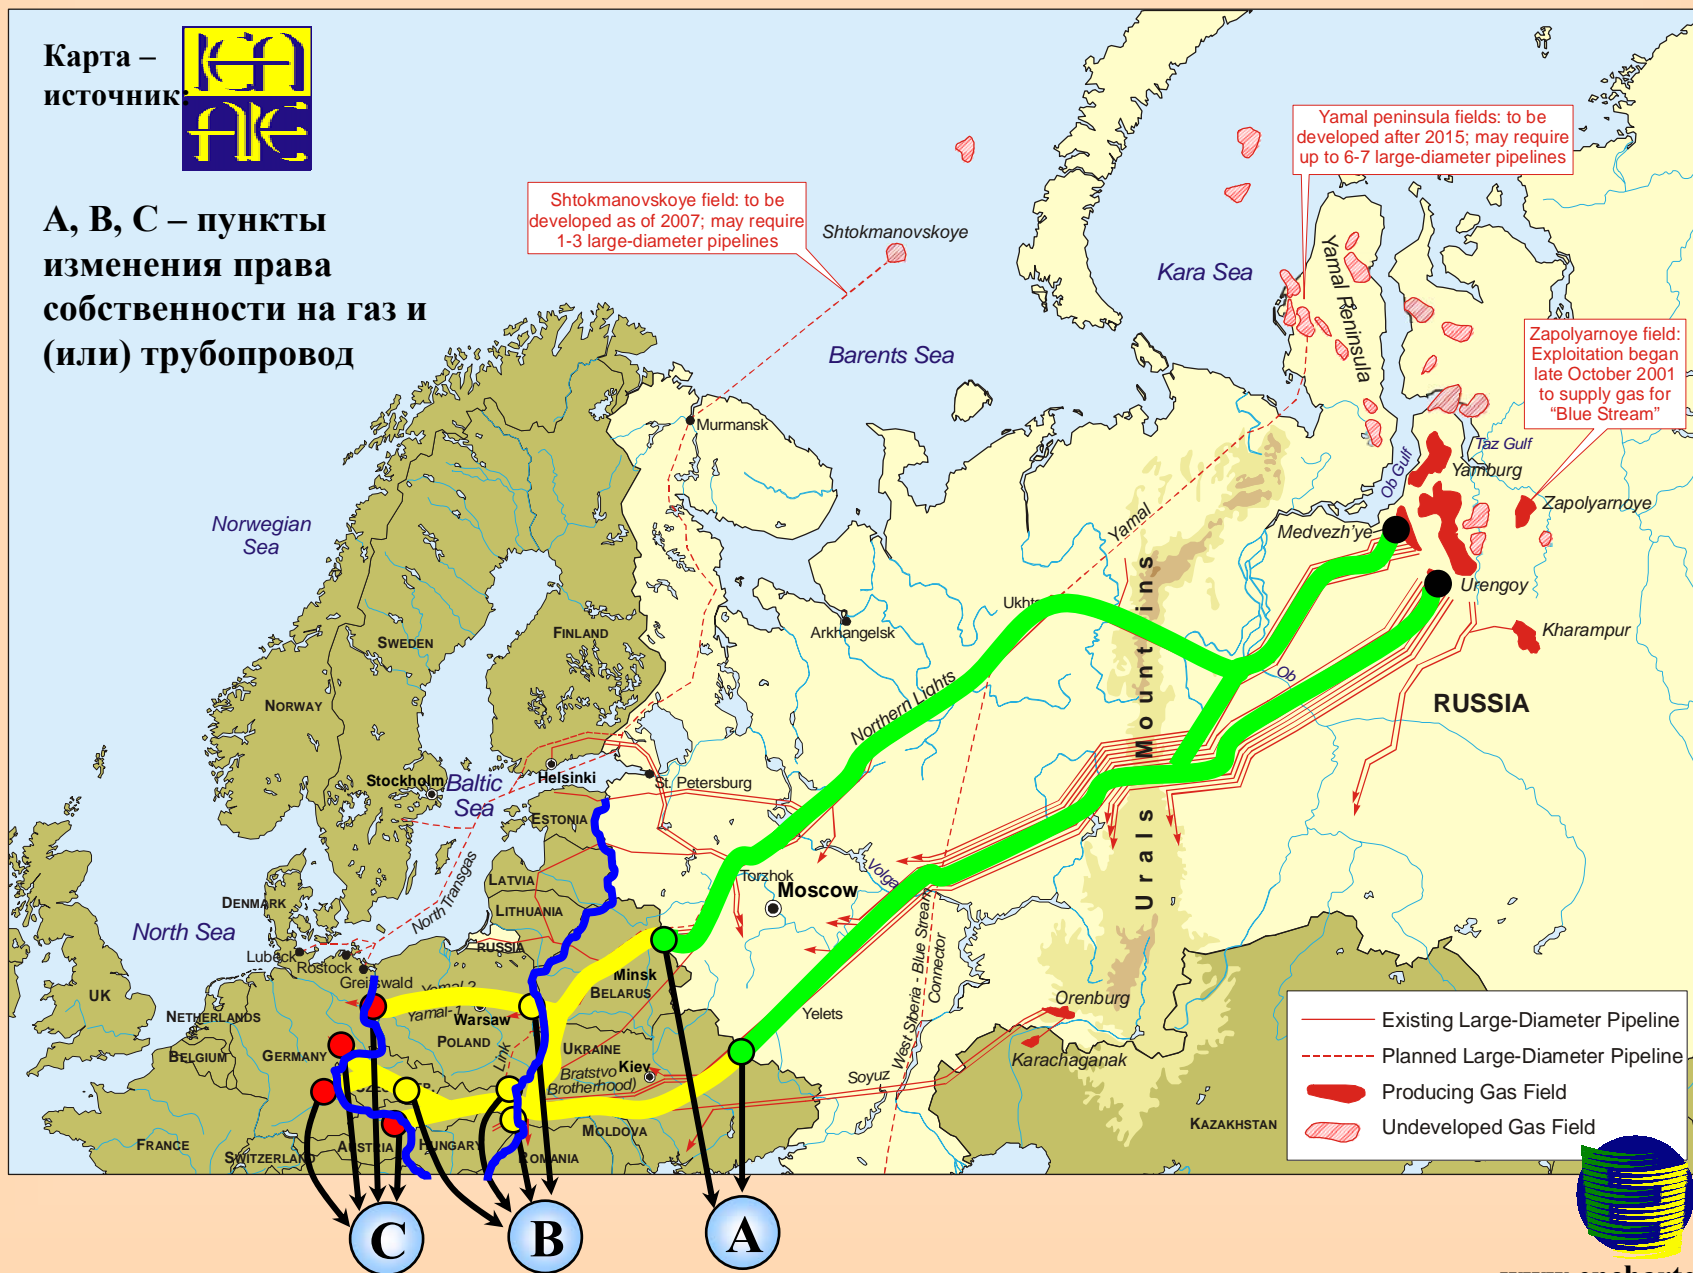 Карта –
источник:
А, В, С – пункты
изменения права
собственности на газ и
(или) трубопровод
Shtokmanovskoye field: to be
developed as of 2007; may require
1-3 large-diameter pipelines
Yamal peninsula fields: to be
developed after 2015; may require
up to 6-7 large-diameter pipelines
Zapolyarnoye field:
Exploitation began
late October 2001
to supply gas for
“Blue Stream”
Shtokmanovskoye
Kara Sea
Yamal Peninsula
Barents Sea
Murmansk
Ob Gulf
Taz Gulf
Yamburg
Zapolyarnoye
Medvezh'ye
Urengoy
Kharampur
Norwegian
Sea
Yamal
Arkhangelsk
Ob
RUSSIA
SWEDEN
FINLAND
NORWAY
Northern Lights
Urals Mountains
Stockholm
Baltic
Sea
Helsinki
St. Petersburg
ESTONIA
Volga
Torzhok
Moscow
LATVIA
LITHUANIA
RUSSIA
DENMARK
North Transgas
North Sea
Lubeck
Rostock
Greifswald
Minsk
BELARUS
UK
NETHERLANDS
BELGIUM
GERMANY
Yamal-2
Yamal-1
Warsaw
POLAND
Link
UKRAINE
Bratstvo
Brotherhood)
Kiev
Yelets
Soyuz
West Siberia - Blue Stream
Connector
Orenburg
Karachaganak
KAZAKHSTAN
FRANCE
SWITZERLAND
AUSTRIA
HUNGARY
ROMANIA
MOLDOVA
Existing Large-Diameter Pipeline
Planned Large-Diameter Pipeline
Producing Gas Field
Undeveloped Gas Field
C
B
A